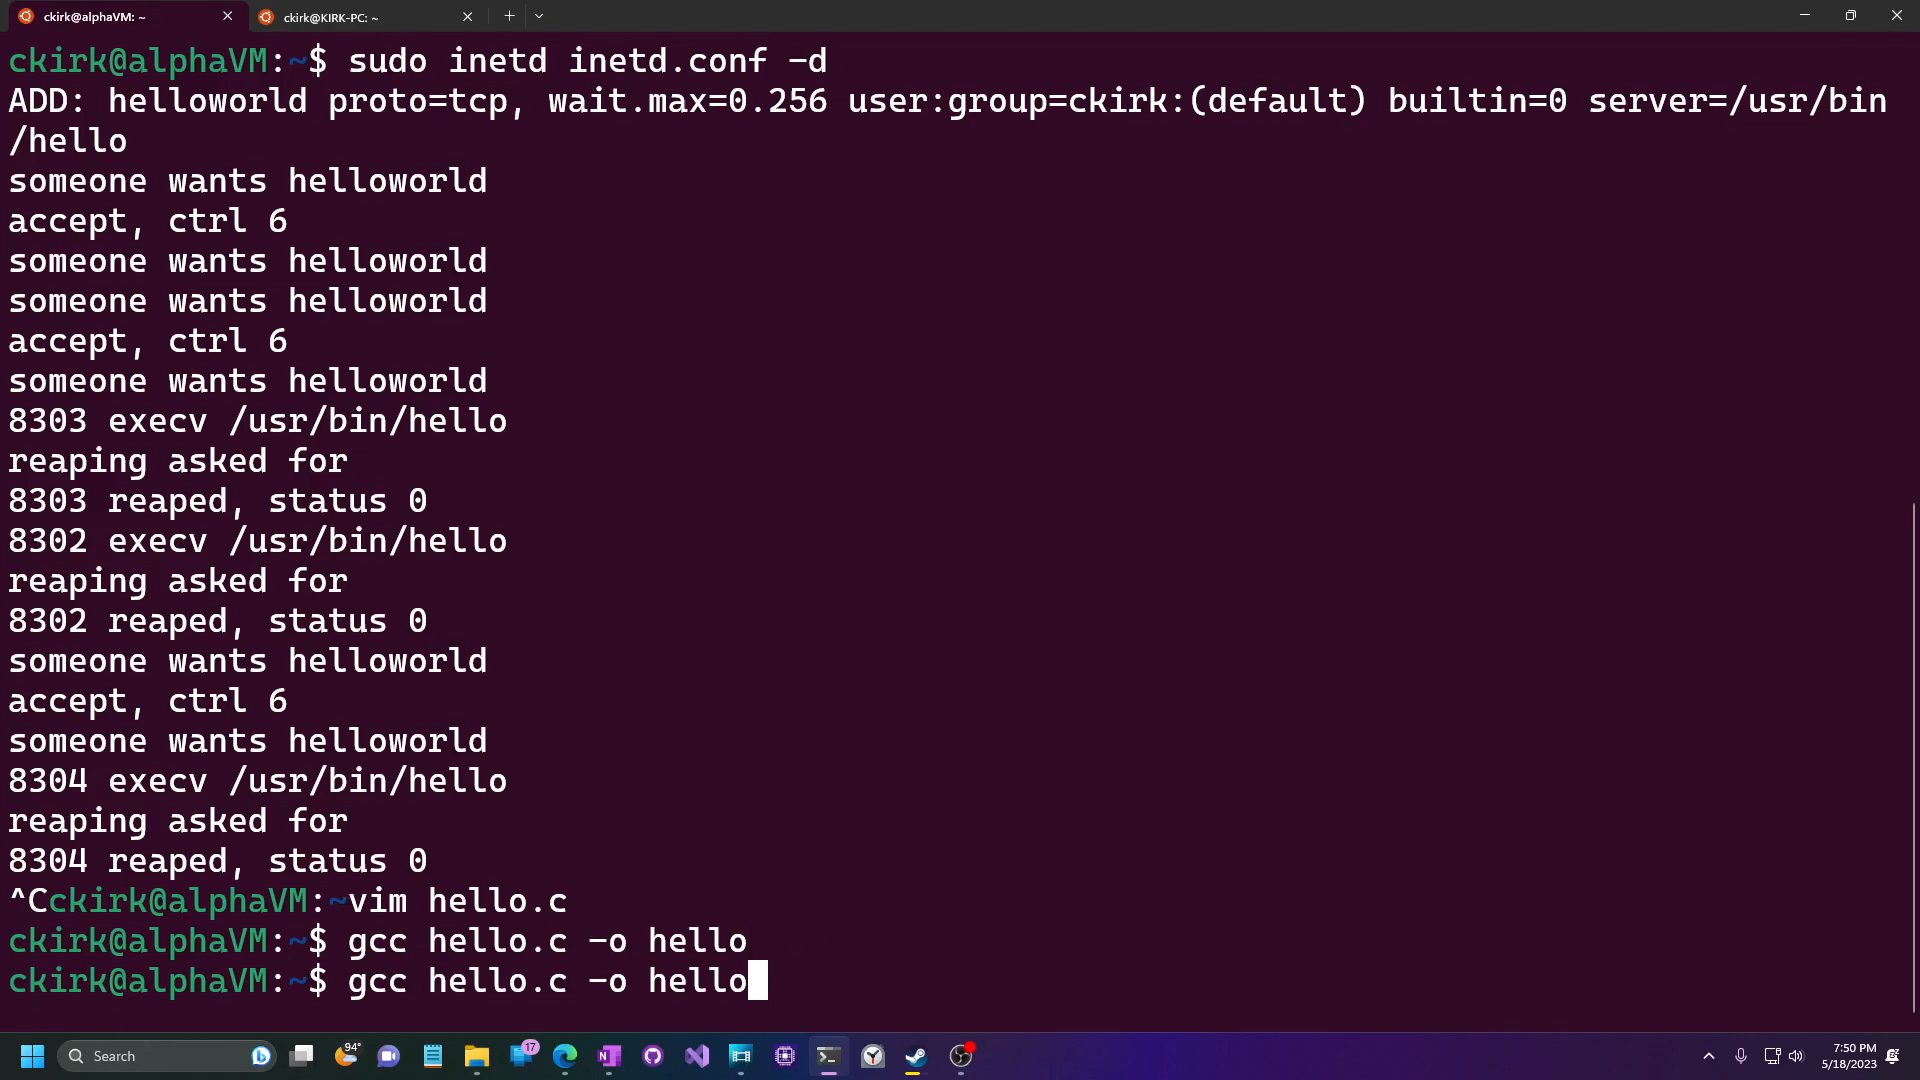 ckirk@alphaVM: ~
ckirk@KIRK-PC: ~
ckirk@alphaVM:~$ sudo inetd inetd.conf -d
ADD: helloworld proto=tcp, wait.max=0.256 user:group=ckirk:(default) builtin=0 server=/usr/bin
/hello
someone wants helloworld
accept, ctrl 6
someone wants helloworld
someone wants helloworld
accept, ctrl 6
someone wants helloworld
8303 execv /usr/bin/hello
reaping asked for
8303 reaped, status 0
8302 execv /usr/bin/hello
reaping asked for
8302 reaped, status 0
someone wants helloworld
accept, ctrl 6
someone wants helloworld
8304 execv /usr/bin/hello
reaping asked for
8304 reaped, status 0
^Cckirk@alphaVM:~vim hello.c
ckirk@alphaVM:~$ gcc hello.c -o hello
ckirk@alphaVM:~$ gcc hello.c -o hello
Search
94°
17
7:50 PM
5/18/2023